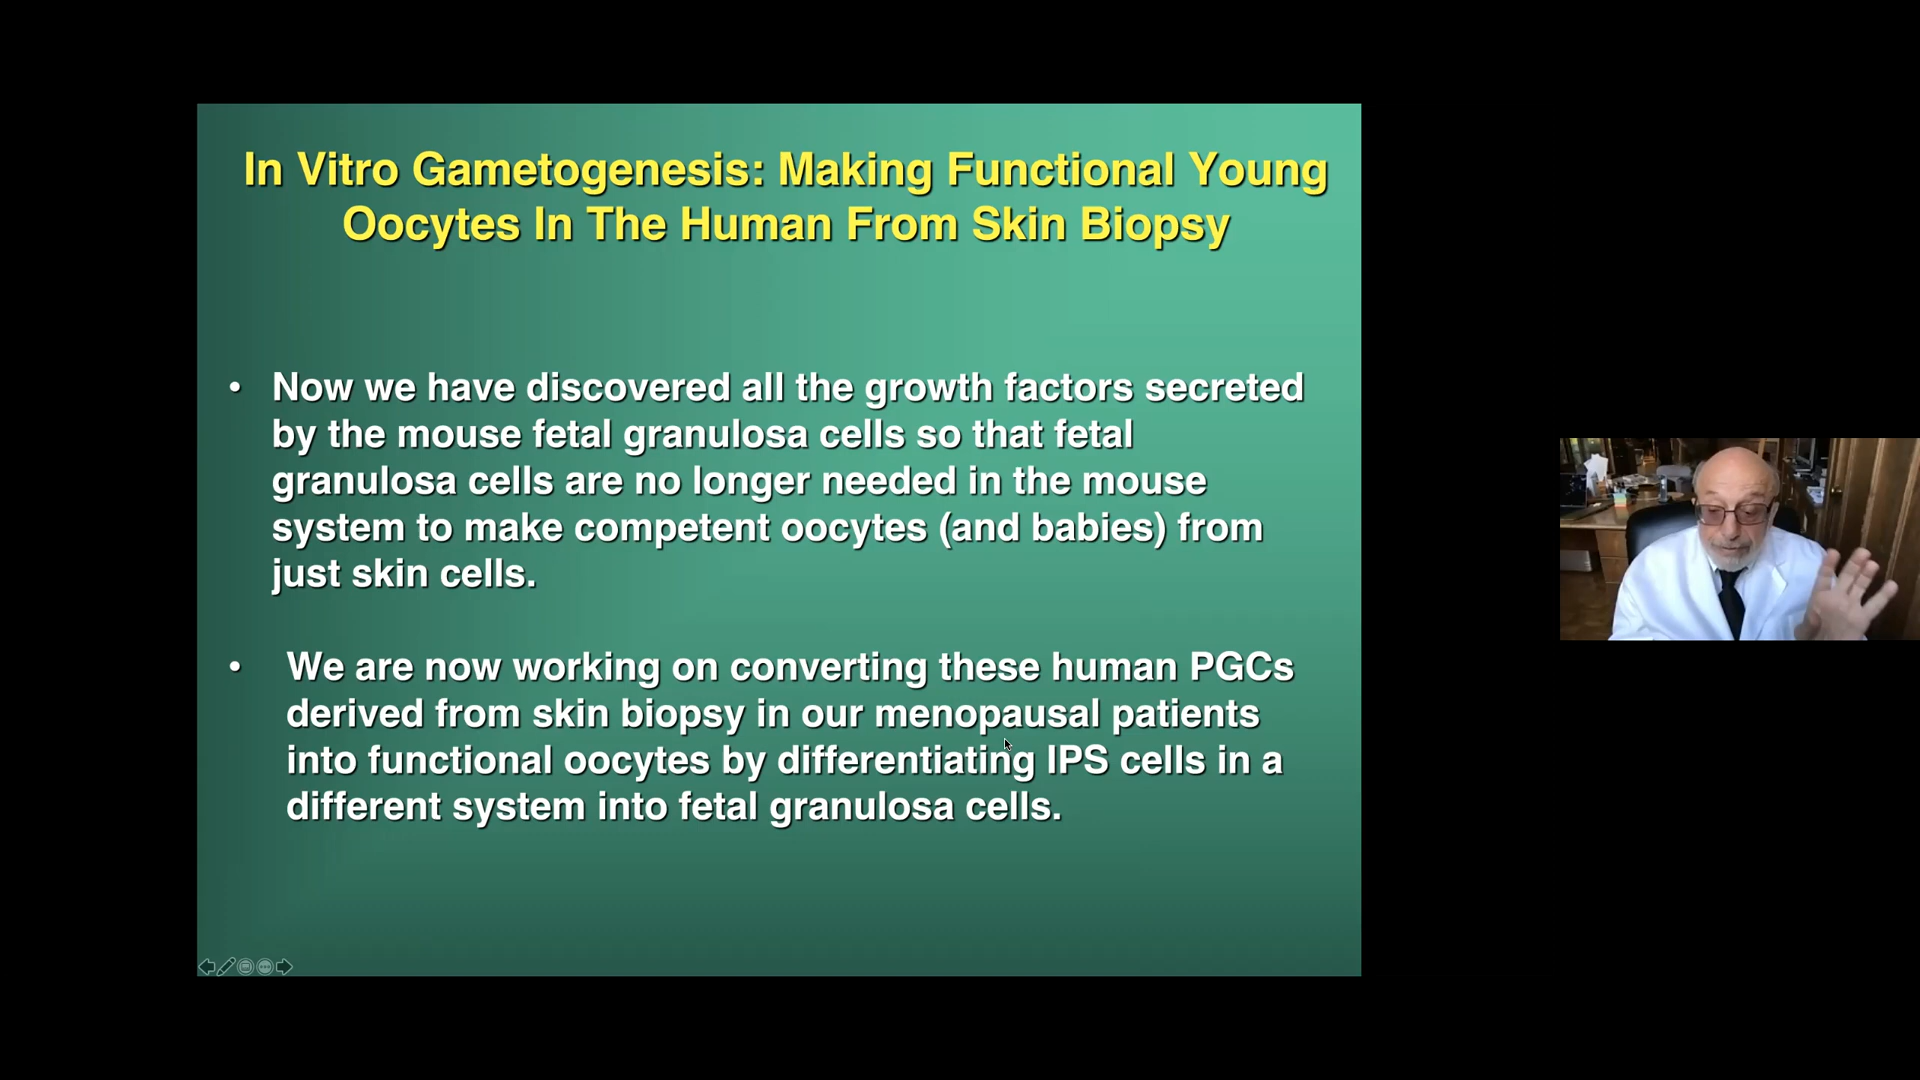 In Vitro Gametogenesis: Making Functional Young
Oocytes In The Human From Skin Biopsy
• Now we have discovered all the growth factors secreted
by the mouse fetal granulosa cells so that fetal
granulosa cells are no longer needed in the mouse
system to make competent oocytes (and babies) from
just skin cells.
• We are now working on converting these human PGCs
derived from skin biopsy in our menopausal patients
into functional oocytes by differentiating IPS cells in a
different system into fetal granulosa cells.